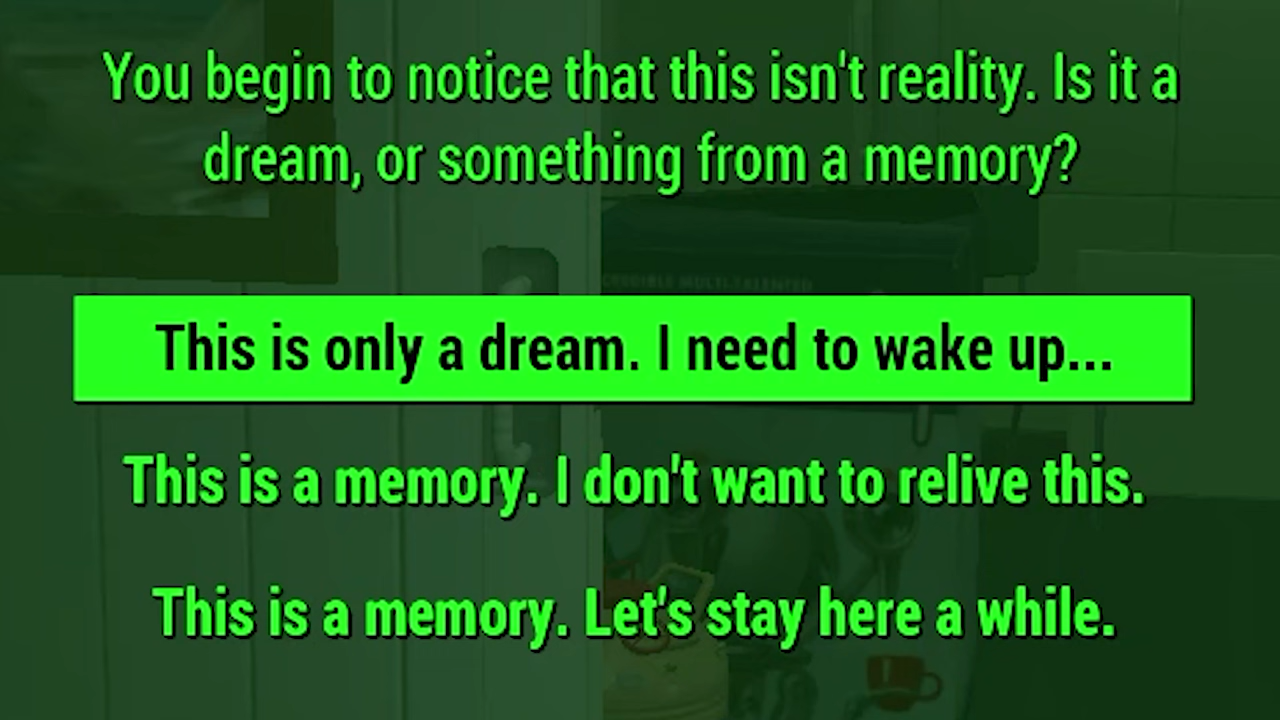 You begin to notice that this isn't reality. Is it a
dream, or something from a memory?
MULTI-TALENTED
This is only a dream. I need to wake up...
This is a memory. I don't want to relive this.
This is a memory. Let's stay here a while.